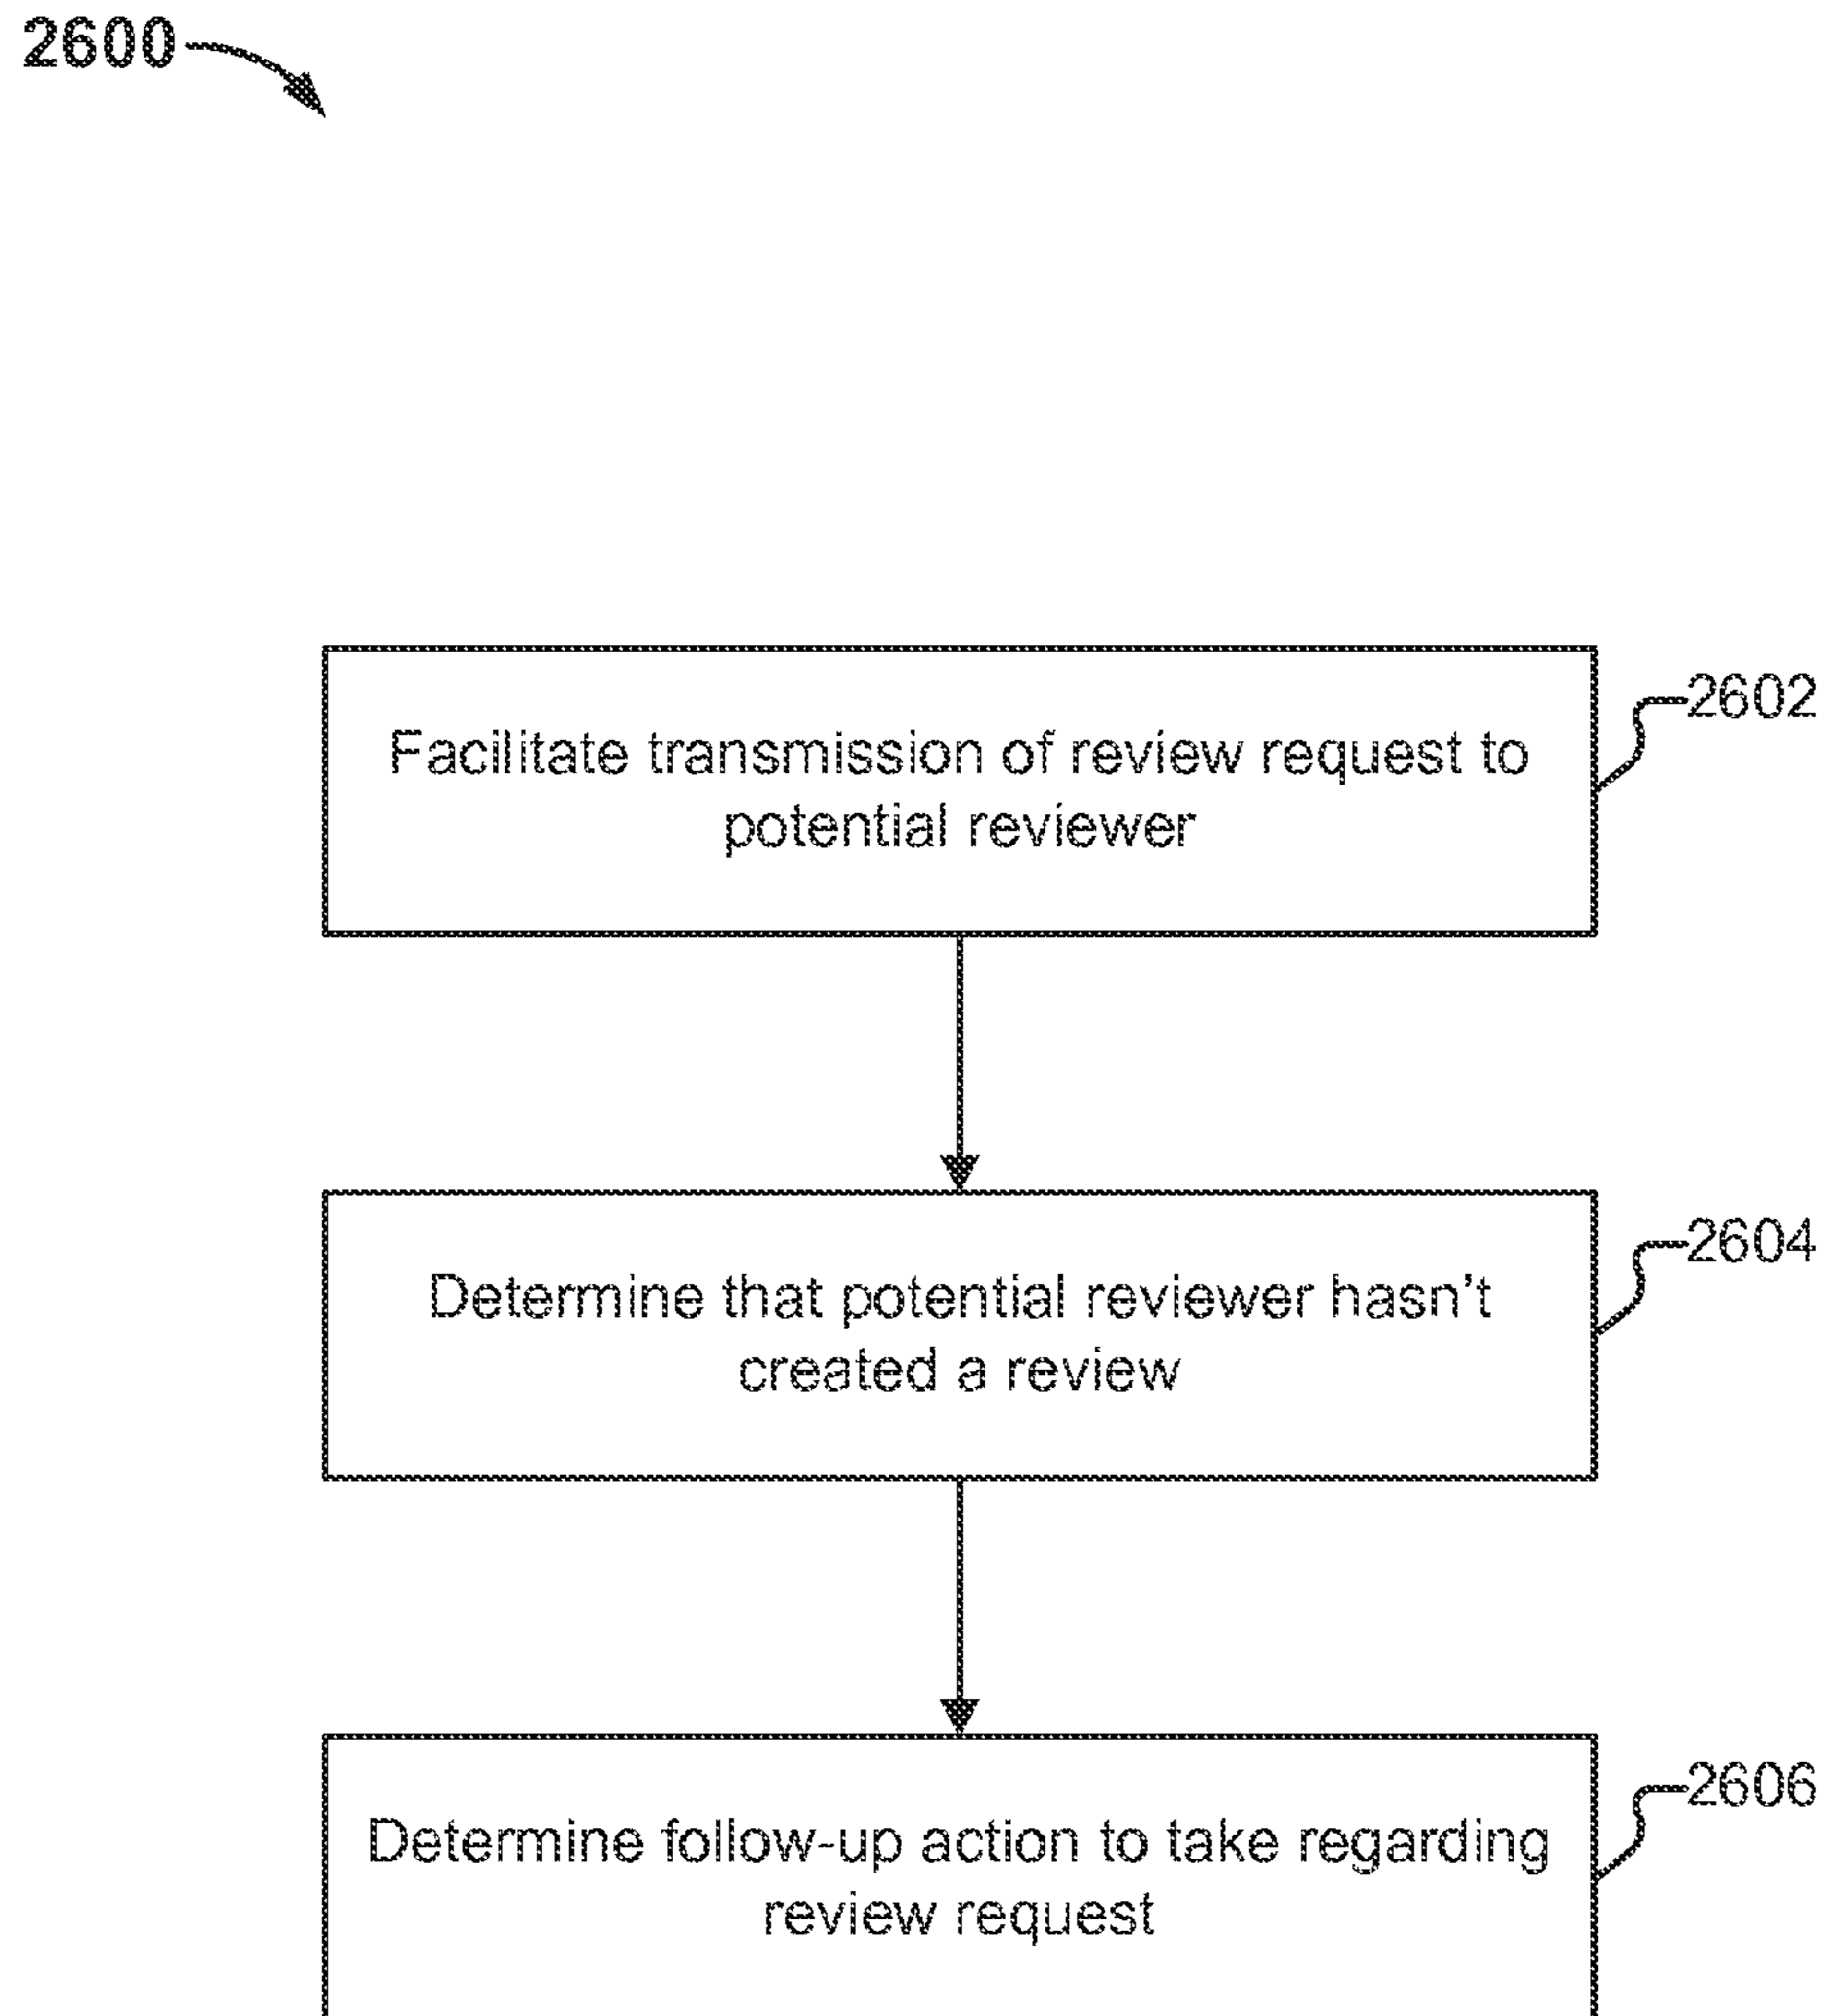 2600
Facilitate transmission of review request to
potential reviewer
2602
Determine that potential reviewer hasn't
created a review
2604
Determine follow-up action to take regarding
review request
2606